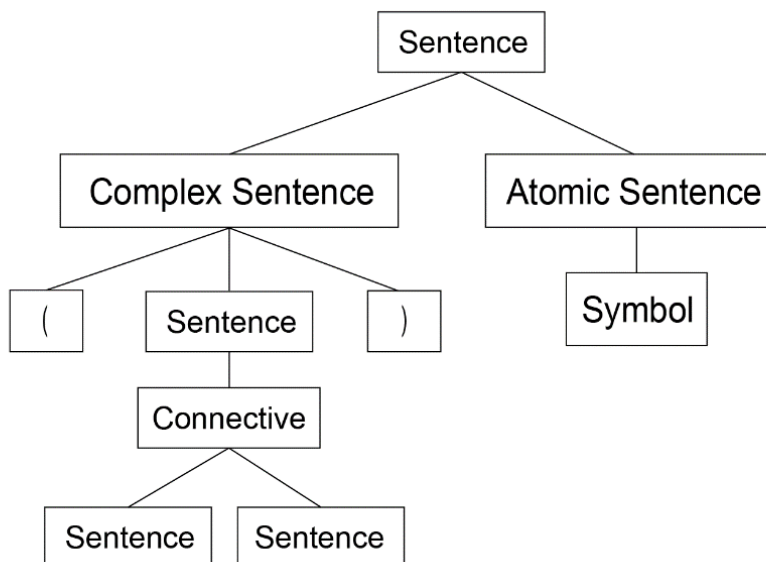 Sentence
Complex Sentence
Atomic Sentence
(
Sentence
)
Symbol
Connective
Sentence
Sentence